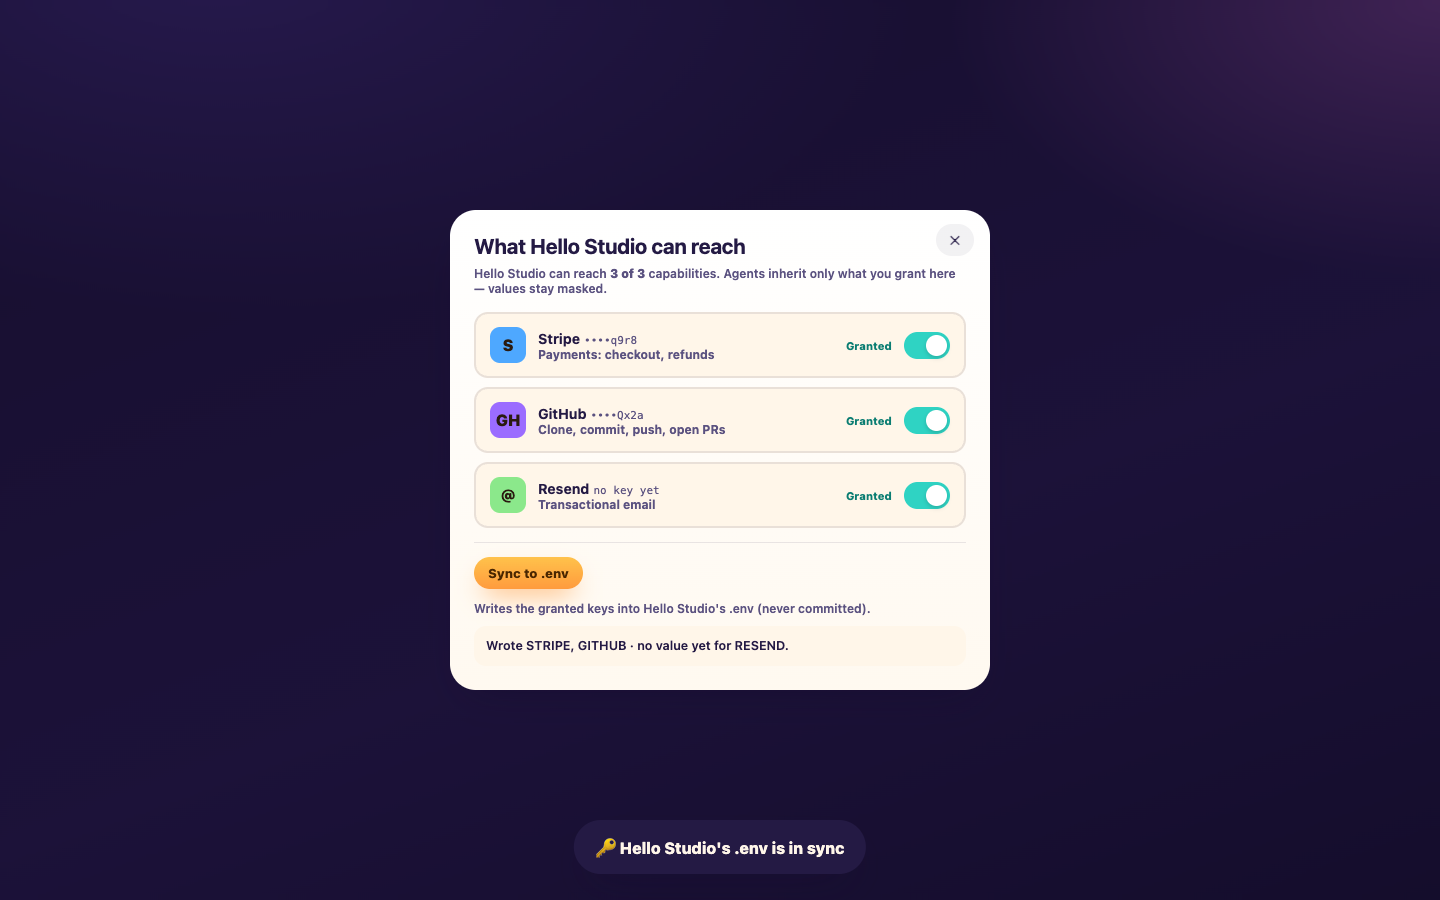 What Hello Studio can reach
×
Hello Studio can reach 3 of 3 capabilities. Agents inherit only what you grant here
— values stay masked.
S
Stripe ••••q9r8
Payments: checkout, refunds
Granted
GH
GitHub ••••Qx2a
Clone, commit, push, open PRs
Granted
@
Resend no key yet
Transactional email
Granted
Sync to .env
Writes the granted keys into Hello Studio's .env (never committed).
Wrote STRIPE, GITHUB · no value yet for RESEND.
🔑 Hello Studio's .env is in sync